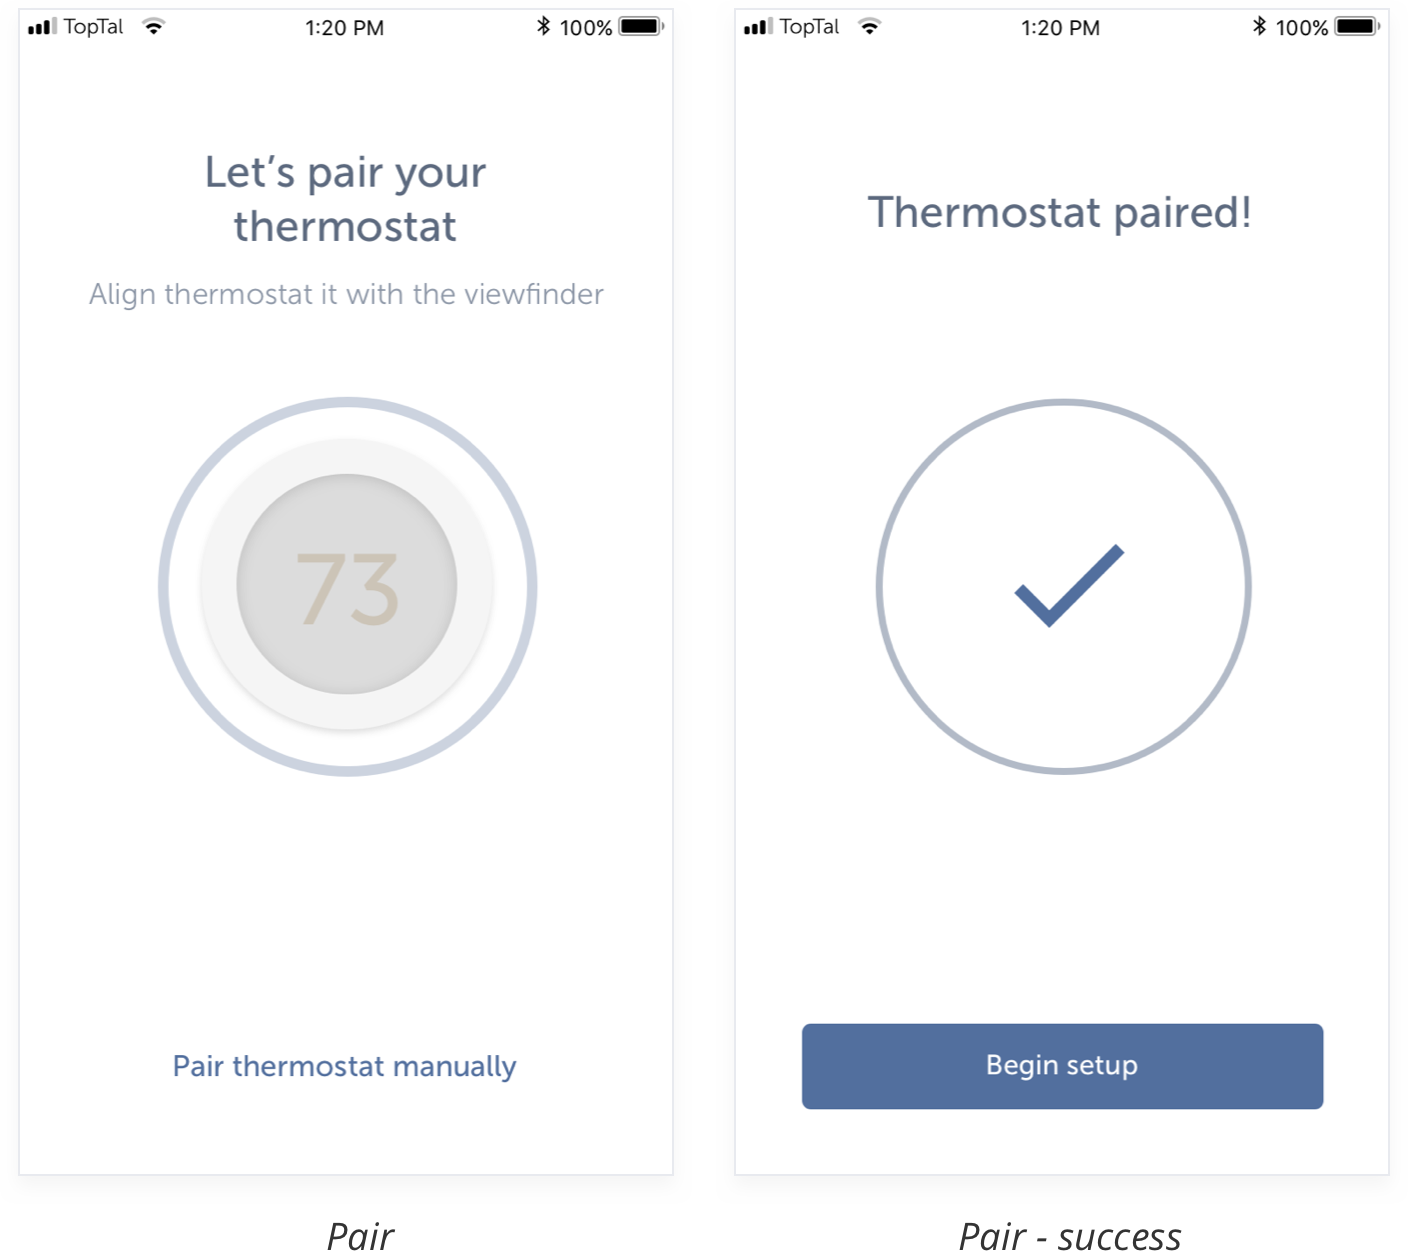 TopTal 1:20 PM 100%
Let's pair your
thermostat
Align thermostat it with the viewfinder
73
Pair thermostat manually
Pair
TopTal 1:20 PM 100%
Thermostat paired!
Begin setup
Pair - success